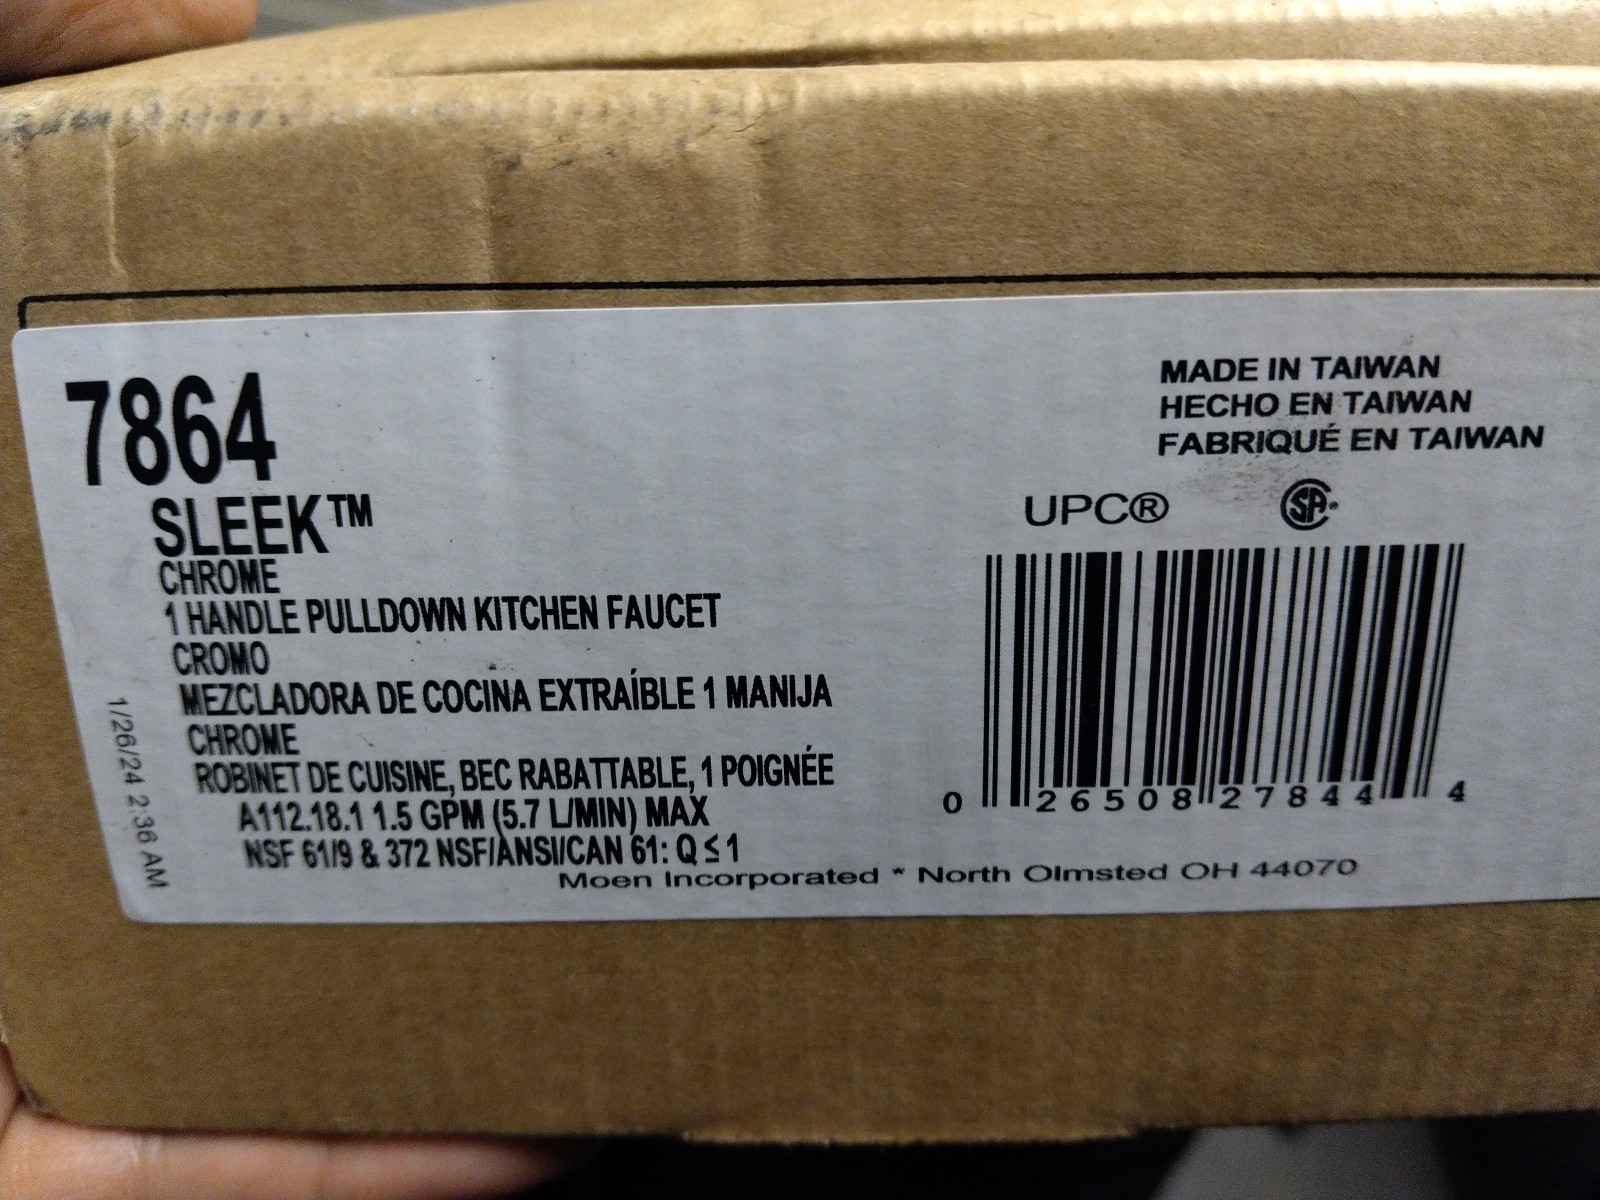 7864
SLEEK™
CHROME
1 HANDLE PULLDOWN KITCHEN FAUCET
CROMO
MEZCLADORA DE COCINA EXTRAÍBLE 1 MANIJA
CHROME
ROBINET DE CUISINE, BEC RABATTABLE, 1 POIGNÉE
A112.18.1 1.5 GPM (5.7 L/MIN) MAX
NSF 61/9 & 372 NSF/ANSI/CAN 61: Q ≤ 1
Moen Incorporated * North Olmsted OH 44070
1/26/24 2:36 AM
MADE IN TAIWAN
HECHO EN TAIWAN
FABRIQUÉ EN TAIWAN
UPC® SA®
0 26508 27844 4